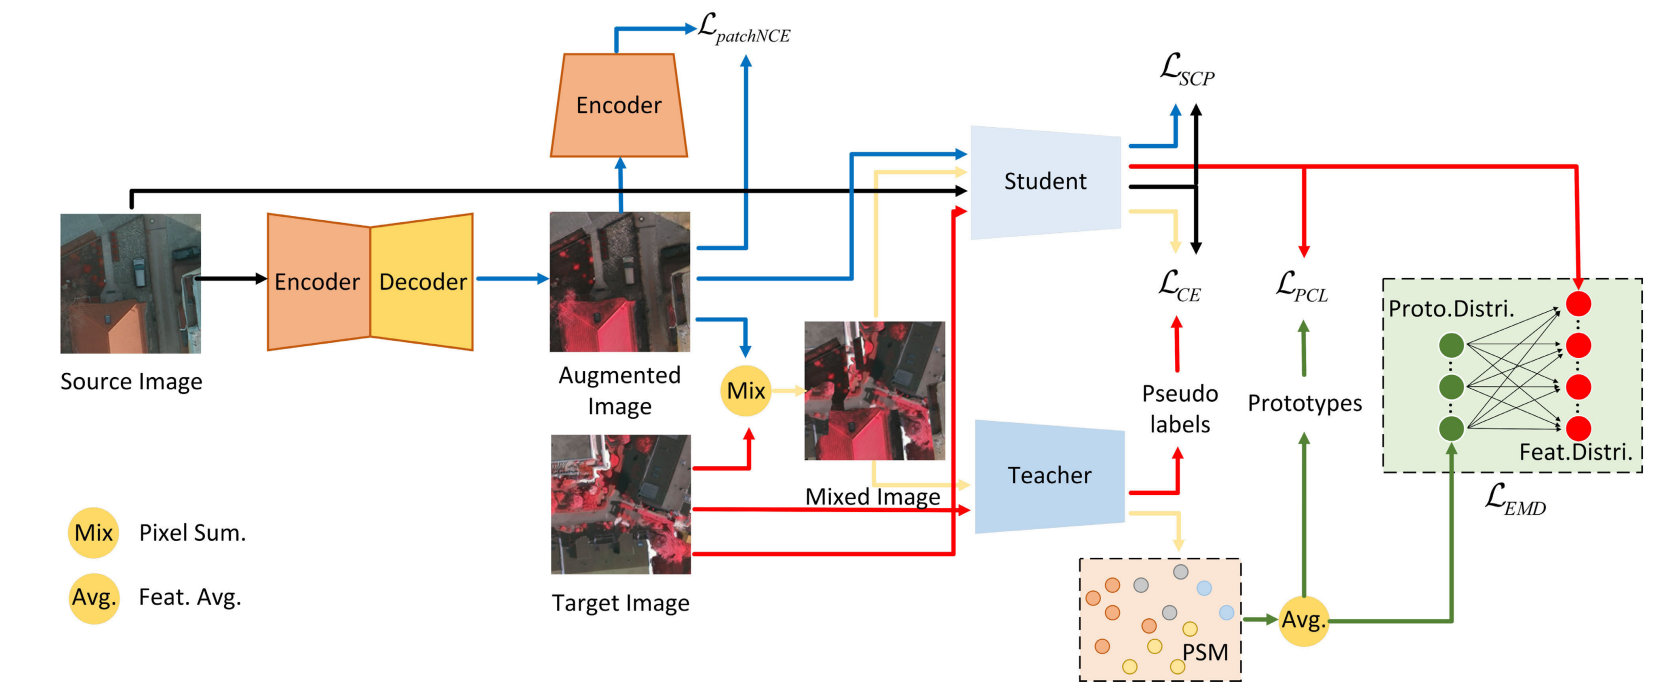 ℒpatchNCE
Encoder
ℒSCP
Student
Source Image
Encoder
Decoder
Augmented
Image
Mix
ℒCE
ℒPCL
Proto.Distri.
Feat.Distri.
ℒEMD
Pseudo
labels
Prototypes
Mixed Image
Teacher
Target Image
Mix
Pixel Sum.
Avg.
Feat. Avg.
PSM
Avg.